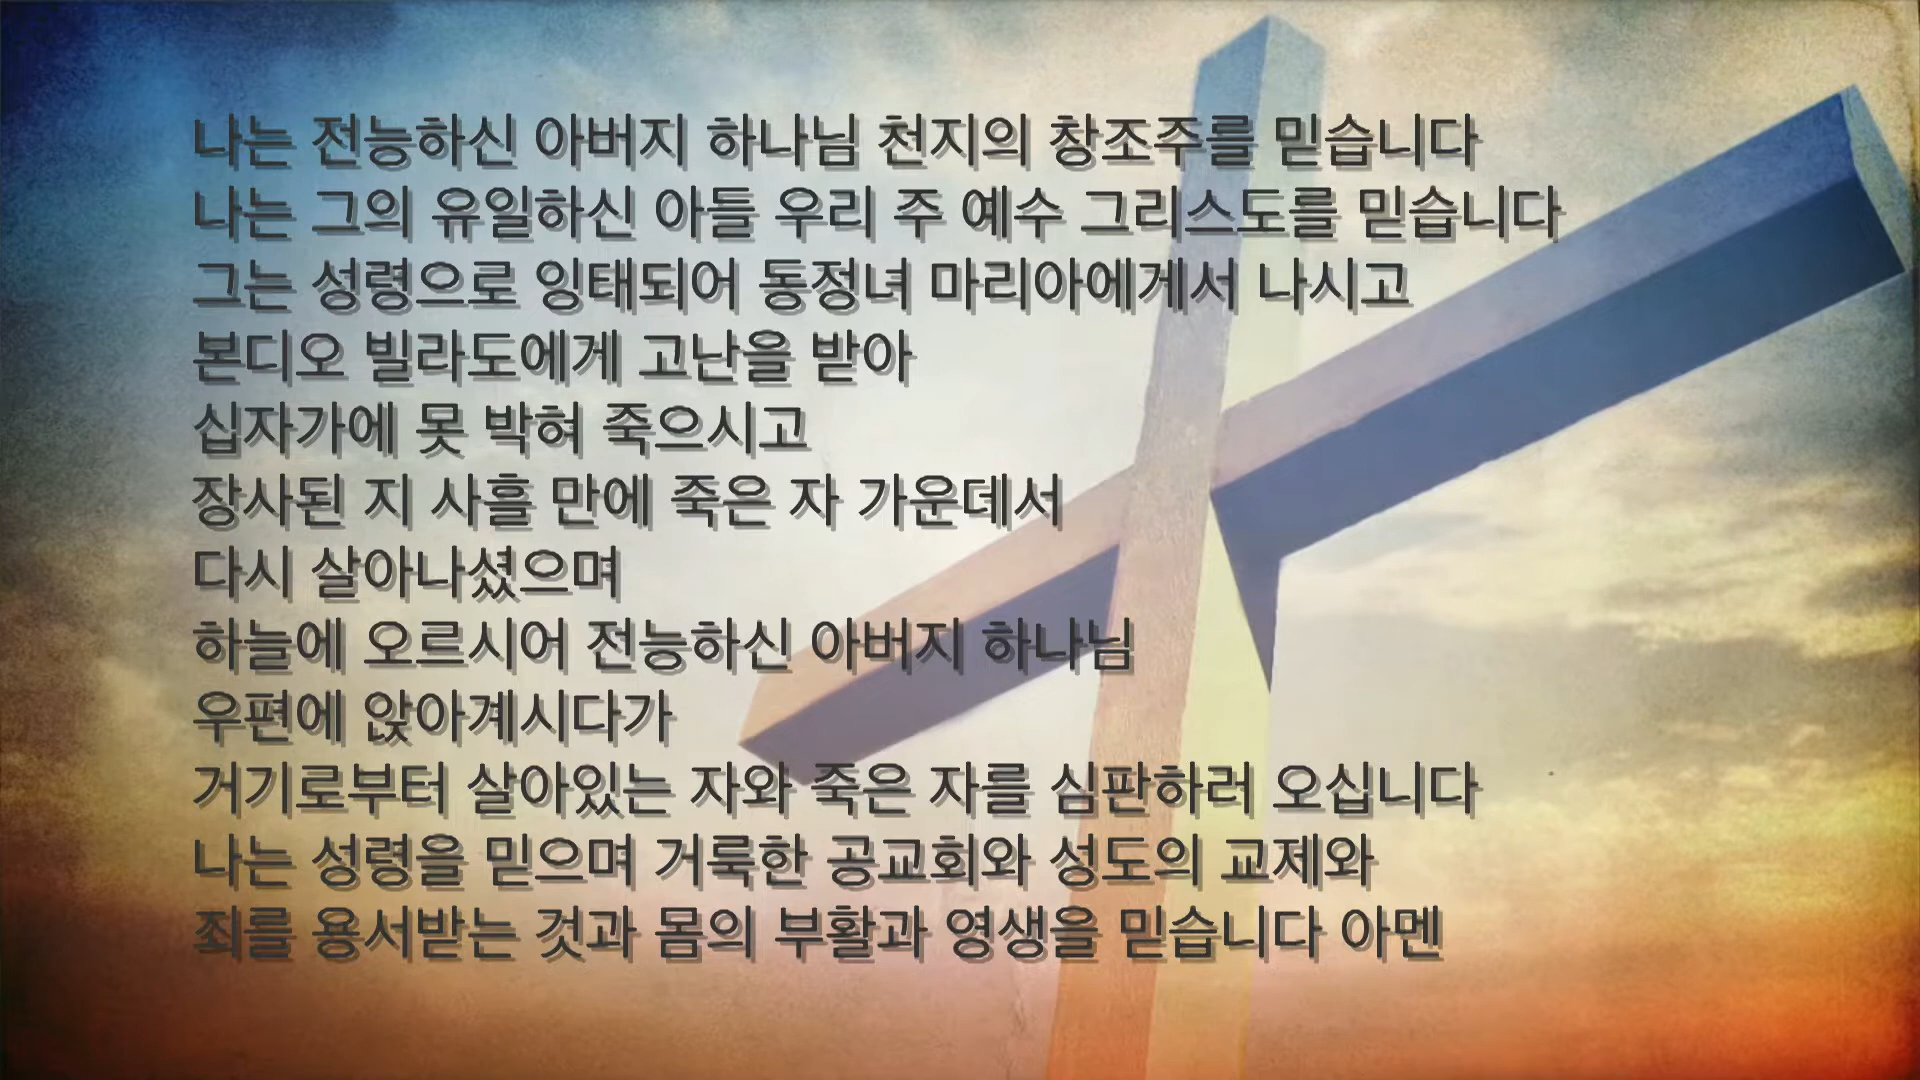 나는 전능하신 아버지 하나님 천지의 창조주를 믿습니다
나는 그의 유일하신 아들 우리 주 예수 그리스도를 믿습니다
그는 성령으로 잉태되어 동정녀 마리아에게서 나시고
본디오 빌라도에게 고난을 받아
십자가에 못 박혀 죽으시고
장사된 지 사흘 만에 죽은 자 가운데서
다시 살아나셨으며
하늘에 오르시어 전능하신 아버지 하나님
우편에 앉아계시다가
거기로부터 살아있는 자와 죽은 자를 심판하러 오십니다
나는 성령을 믿으며 거룩한 공교회와 성도의 교제와
죄를 용서받는 것과 몸의 부활과 영생을 믿습니다 아멘